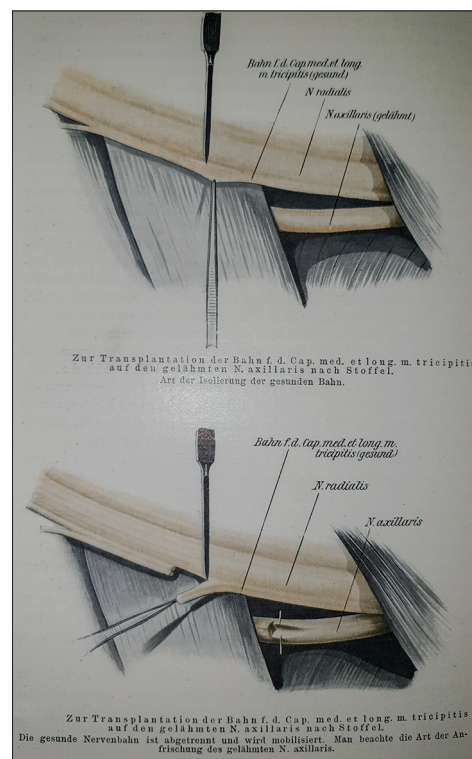 Bahn f. d. Cap. med. et long.
m. tricipitis (gesund)
N. radialis
N. axillaris (gelähmt)
Zur Transplantation der Bahn f. d. Cap. med. et long. m. tricipitis
auf den gelähmten N. axillaris nach Stoffel.
Art der Isolierung der gesunden Bahn.
Bahn f. d. Cap. med. et long. m.
tricipitis (gesund)
N. radialis
N. axillaris
Zur Transplantation der Bahn f. d. Cap. med. et long. m. tricipitis
auf den gelähmten N. axillaris nach Stoffel.
Die gesunde Nervenbahn ist abgetrennt und wird mobilisiert. Man beachte die Art der An-
frischung des gelähmten N. axillaris.